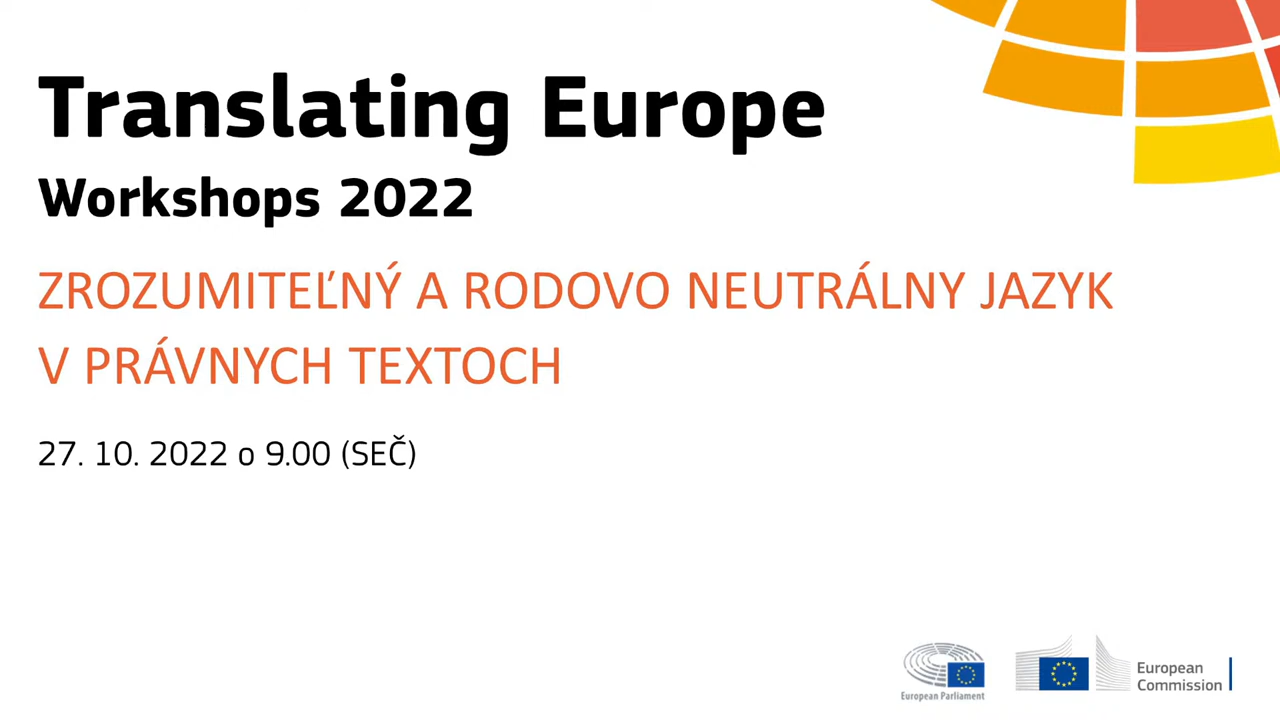 Translating Europe
Workshops 2022
ZROZUMITEĽNÝ A RODOVO NEUTRÁLNY JAZYK
V PRÁVNYCH TEXTOCH
27. 10. 2022 o 9.00 (SEČ)
European Parliament
European
Commission